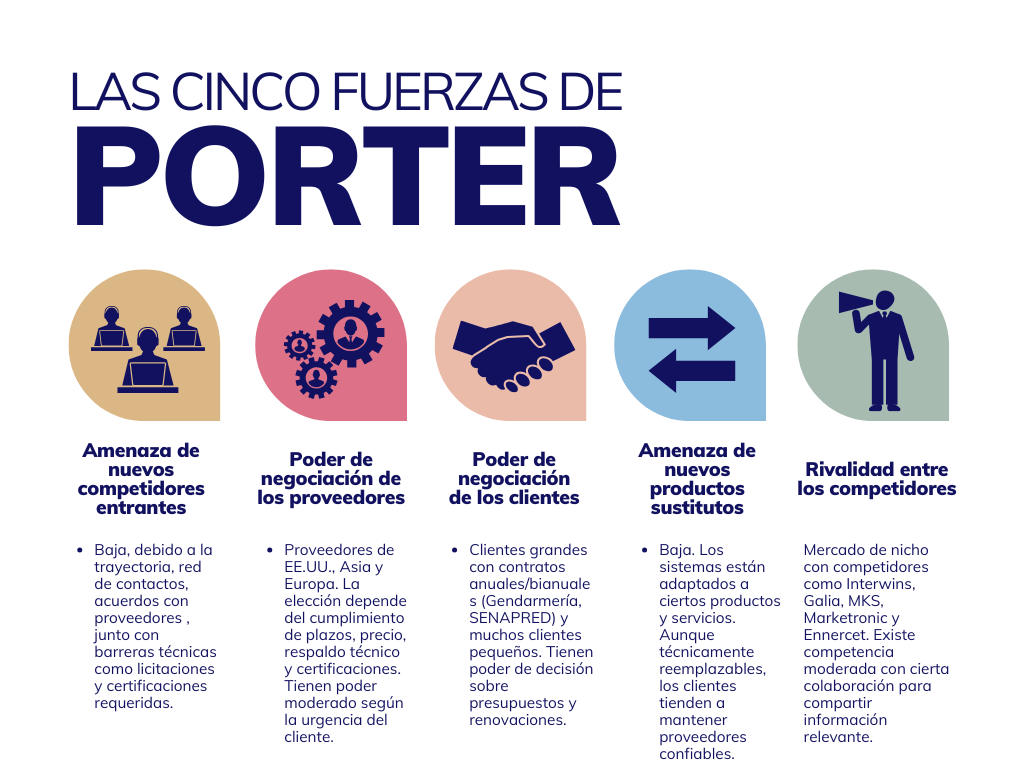 LAS CINCO FUERZAS DE
PORTER
Amenaza de
nuevos
competidores
entrantes
• Baja, debido a la
trayectoria, red
de contactos,
acuerdos con
proveedores ,
junto con
barreras técnicas
como licitaciones
y certificaciones
requeridas.
Poder de
negociación de
los proveedores
• Proveedores de
EE.UU., Asia y
Europa. La
elección depende
del cumplimiento
de plazos, precio,
respaldo técnico
y certificaciones.
Tienen poder
moderado según
la urgencia del
cliente.
Poder de
negociación
de los clientes
• Clientes grandes
con contratos
anuales/bianuale
s (Gendarmería,
SENAPRED) y
muchos clientes
pequeños. Tienen
poder de decisión
sobre
presupuestos y
renovaciones.
Amenaza de
nuevos
productos
sustitutos
• Baja. Los
sistemas están
adaptados a
ciertos productos
y servicios.
Aunque
técnicamente
reemplazables,
los clientes
tienden a
mantener
proveedores
confiables.
Rivalidad entre
los competidores
Mercado de nicho
con competidores
como Interwins,
Galia, MKS,
Marketronic y
Ennercet. Existe
competencia
moderada con cierta
colaboración para
compartir
información
relevante.